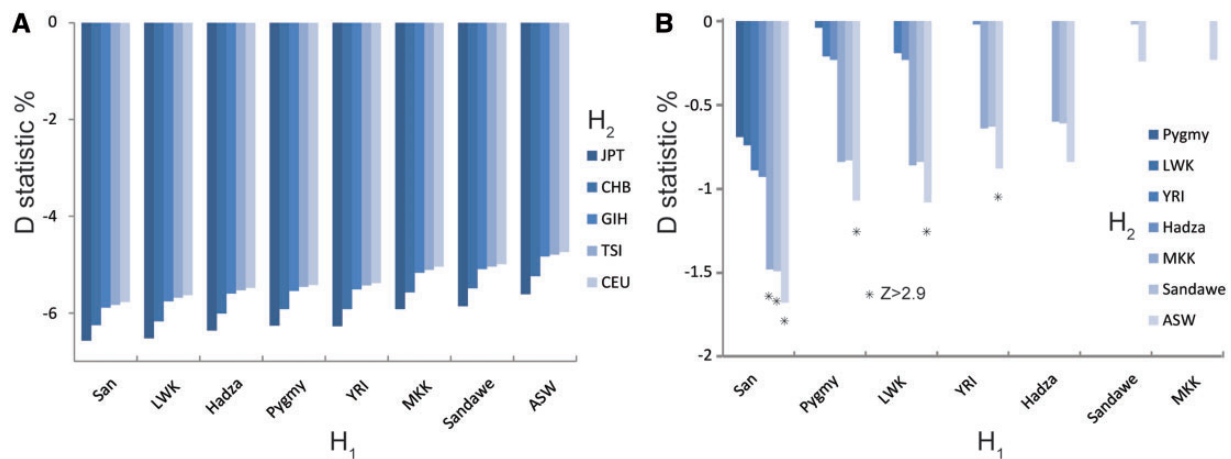 A
D statistic %
0
-2
-4
-6
San
LWK
Hadza
Pygmy
YRI
MKK
Sandawe
ASW
H1
H2
JPT
CHB
GIH
TSI
CEU
B
D statistic %
0
-0.5
-1
-1.5
-2
San
Pygmy
LWK
YRI
Hadza
Sandawe
MKK
H1
* Z>2.9
H2
Pygmy
LWK
YRI
Hadza
MKK
Sandawe
ASW